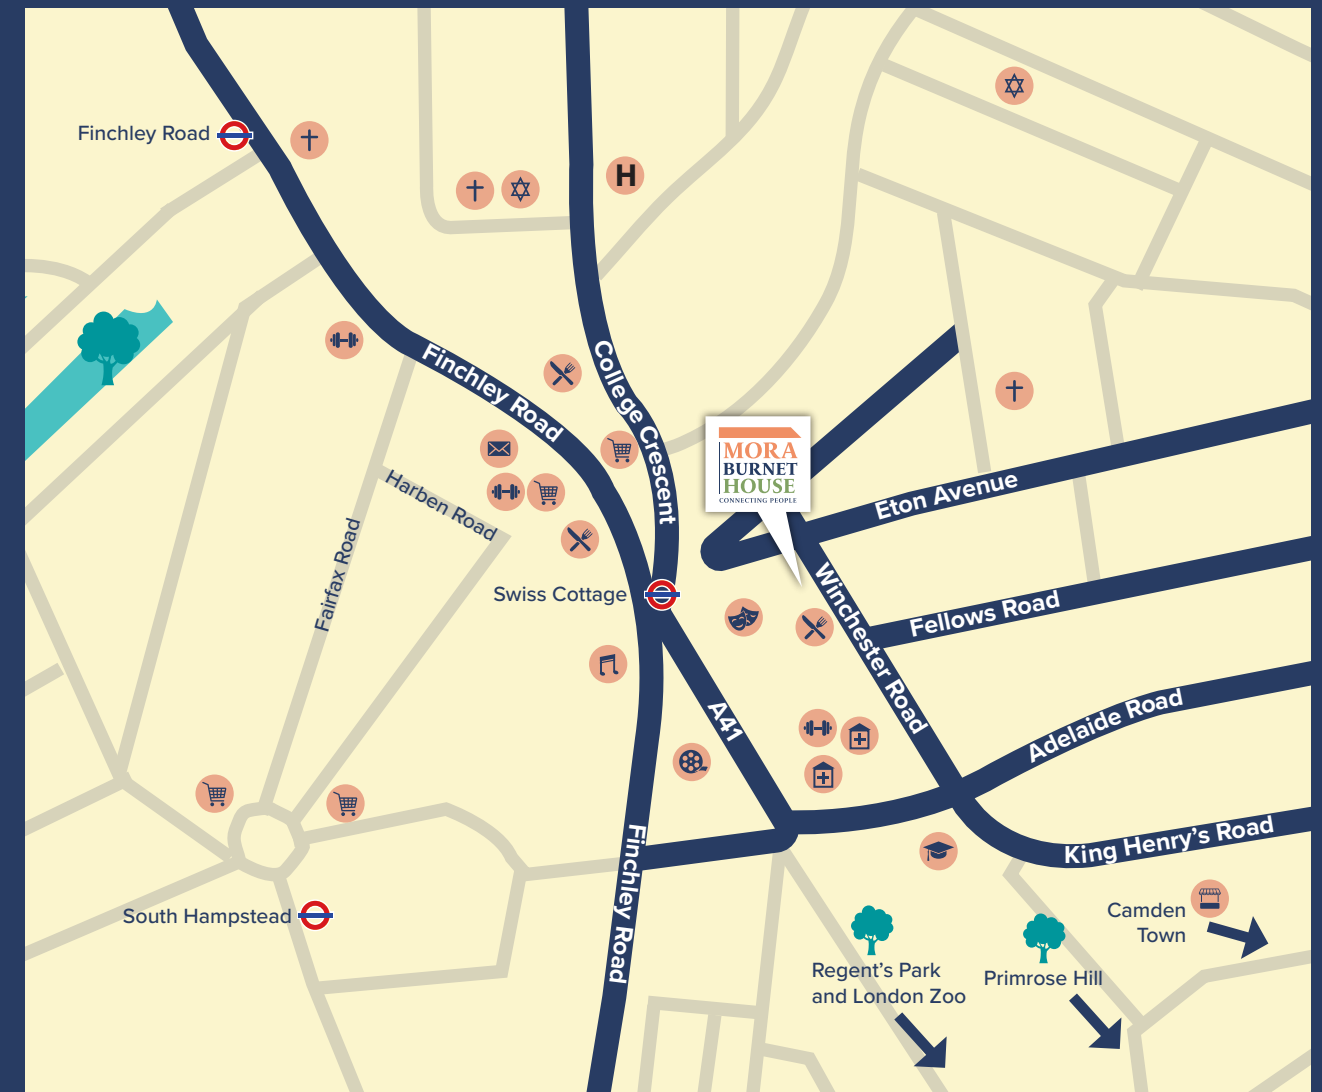 Finchley Road
H
Finchley Road
College Crescent
MORA
BURNET
HOUSE
CONNECTING PEOPLE
Harben Road
Eton Avenue
Fairfax Road
Swiss Cottage
Winchester Road
Fellows Road
A41
Adelaide Road
King Henry's Road
Finchley Road
South Hampstead
Camden
Town
Regent's Park
and London Zoo
Primrose Hill